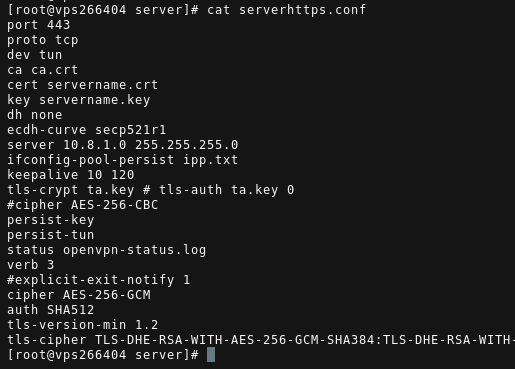 [root@vps266404 server]# cat serverhttps.conf
port 443
proto tcp
dev tun
ca ca.crt
cert servername.crt
key servername.key
dh none
ecdh-curve secp521r1
server 10.8.1.0 255.255.255.0
ifconfig-pool-persist ipp.txt
keepalive 10 120
tls-crypt ta.key # tls-auth ta.key 0
#cipher AES-256-CBC
persist-key
persist-tun
status openvpn-status.log
verb 3
#explicit-exit-notify 1
cipher AES-256-GCM
auth SHA512
tls-version-min 1.2
tls-cipher TLS-DHE-RSA-WITH-AES-256-GCM-SHA384:TLS-DHE-RSA-WITH-
[root@vps266404 server]#